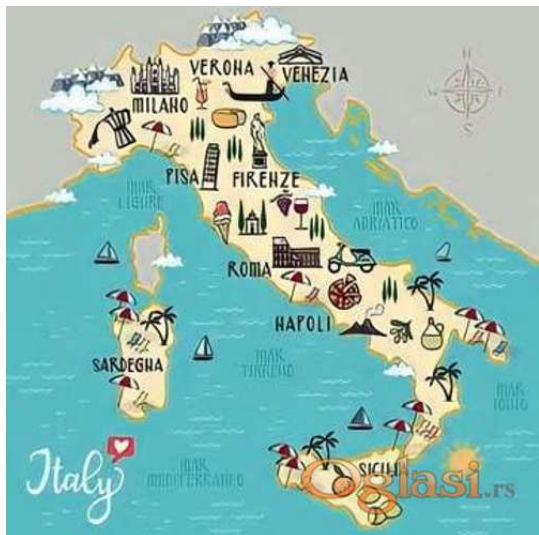 VERONA
VENEZIA
MILANO
N
W
S
PISA
FIRENZE
MAR
LIGURE
MAR
ADRIATICO
ROMA
NAPOLI
SARDEGNA
MAR
TIRRENO
MAR
IONIO
Italy
MAR
MEDITERRANEO
SICILIA
Oglasi.rs